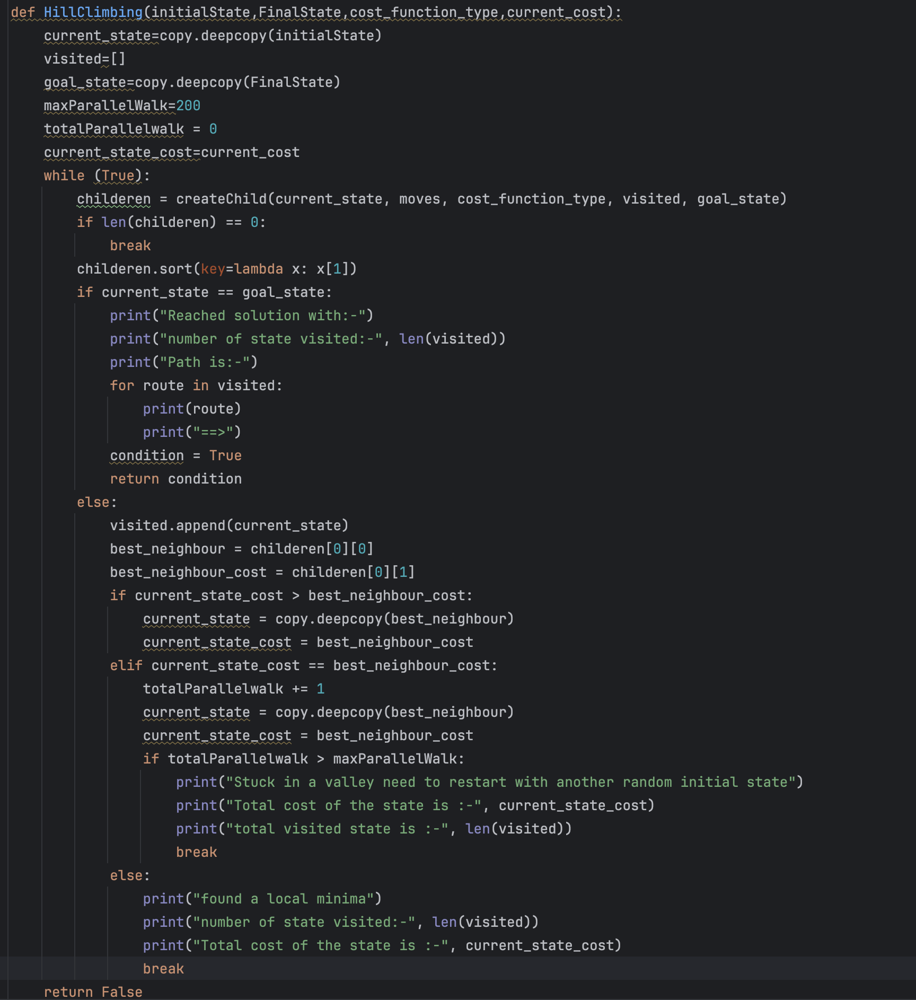 def HillClimbing(initialState,FinalState,cost_function_type,current_cost):
    current_state=copy.deepcopy(initialState)
    visited=[]
    goal_state=copy.deepcopy(FinalState)
    maxParallelWalk=200
    totalParallelwalk = 0
    current_state_cost=current_cost
    while (True):
        childeren = createChild(current_state, moves, cost_function_type, visited, goal_state)
        if len(childeren) == 0:
            break
        childeren.sort(key=lambda x: x[1])
        if current_state == goal_state:
            print("Reached solution with:-")
            print("number of state visited:-", len(visited))
            print("Path is:-")
            for route in visited:
                print(route)
                print("==>")
            condition = True
            return condition
        else:
            visited.append(current_state)
            best_neighbour = childeren[0][0]
            best_neighbour_cost = childeren[0][1]
            if current_state_cost > best_neighbour_cost:
                current_state = copy.deepcopy(best_neighbour)
                current_state_cost = best_neighbour_cost
            elif current_state_cost == best_neighbour_cost:
                totalParallelwalk += 1
                current_state = copy.deepcopy(best_neighbour)
                current_state_cost = best_neighbour_cost
                if totalParallelwalk > maxParallelWalk:
                    print("Stuck in a valley need to restart with another random initial state")
                    print("Total cost of the state is :-", current_state_cost)
                    print("total visited state is :-", len(visited))
                    break
            else:
                print("found a local minima")
                print("number of state visited:-", len(visited))
                print("Total cost of the state is :-", current_state_cost)
                break
    return False